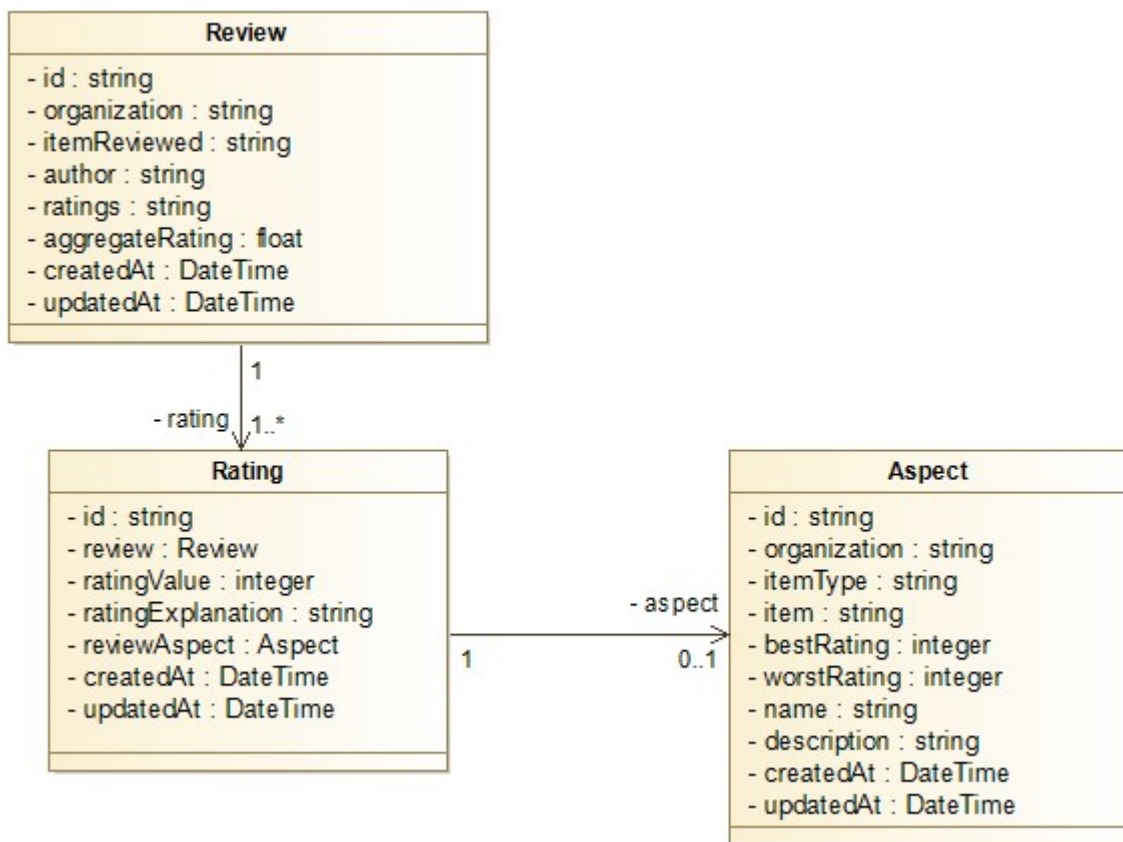 Review
- id : string
- organization : string
- itemReviewed : string
- author : string
- ratings : string
- aggregateRating : float
- createdAt : DateTime
- updatedAt : DateTime
1
- rating
1..*
Rating
- id : string
- review : Review
- ratingValue : integer
- ratingExplanation : string
- reviewAspect : Aspect
- createdAt : DateTime
- updatedAt : DateTime
- aspect
1
0..1
Aspect
- id : string
- organization : string
- itemType : string
- item : string
- bestRating : integer
- worstRating : integer
- name : string
- description : string
- createdAt : DateTime
- updatedAt : DateTime